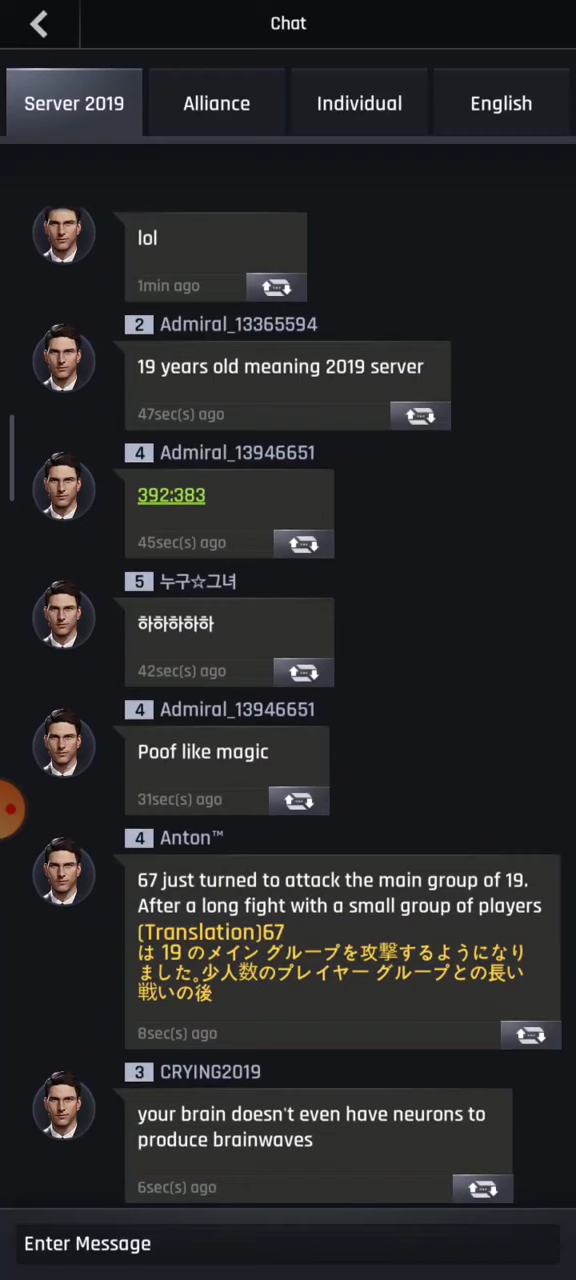 Chat
Server 2019
Alliance
Individual
English
lol
1min ago
2 Admiral_13365594
19 years old meaning 2019 server
47sec(s) ago
4 Admiral_13946651
392:383
45sec(s) ago
5 누구☆그녀
하하하하하
42sec(s) ago
4 Admiral_13946651
Poof like magic
31sec(s) ago
4 Anton™
67 just turned to attack the main group of 19.
After a long fight with a small group of players
(Translation)67
は 19 のメイン グループを攻撃するようになり
ました。少人数のプレイヤー グループとの長い
戦いの後
8sec(s) ago
3 CRYING2019
your brain doesn't even have neurons to
produce brainwaves
6sec(s) ago
Enter Message